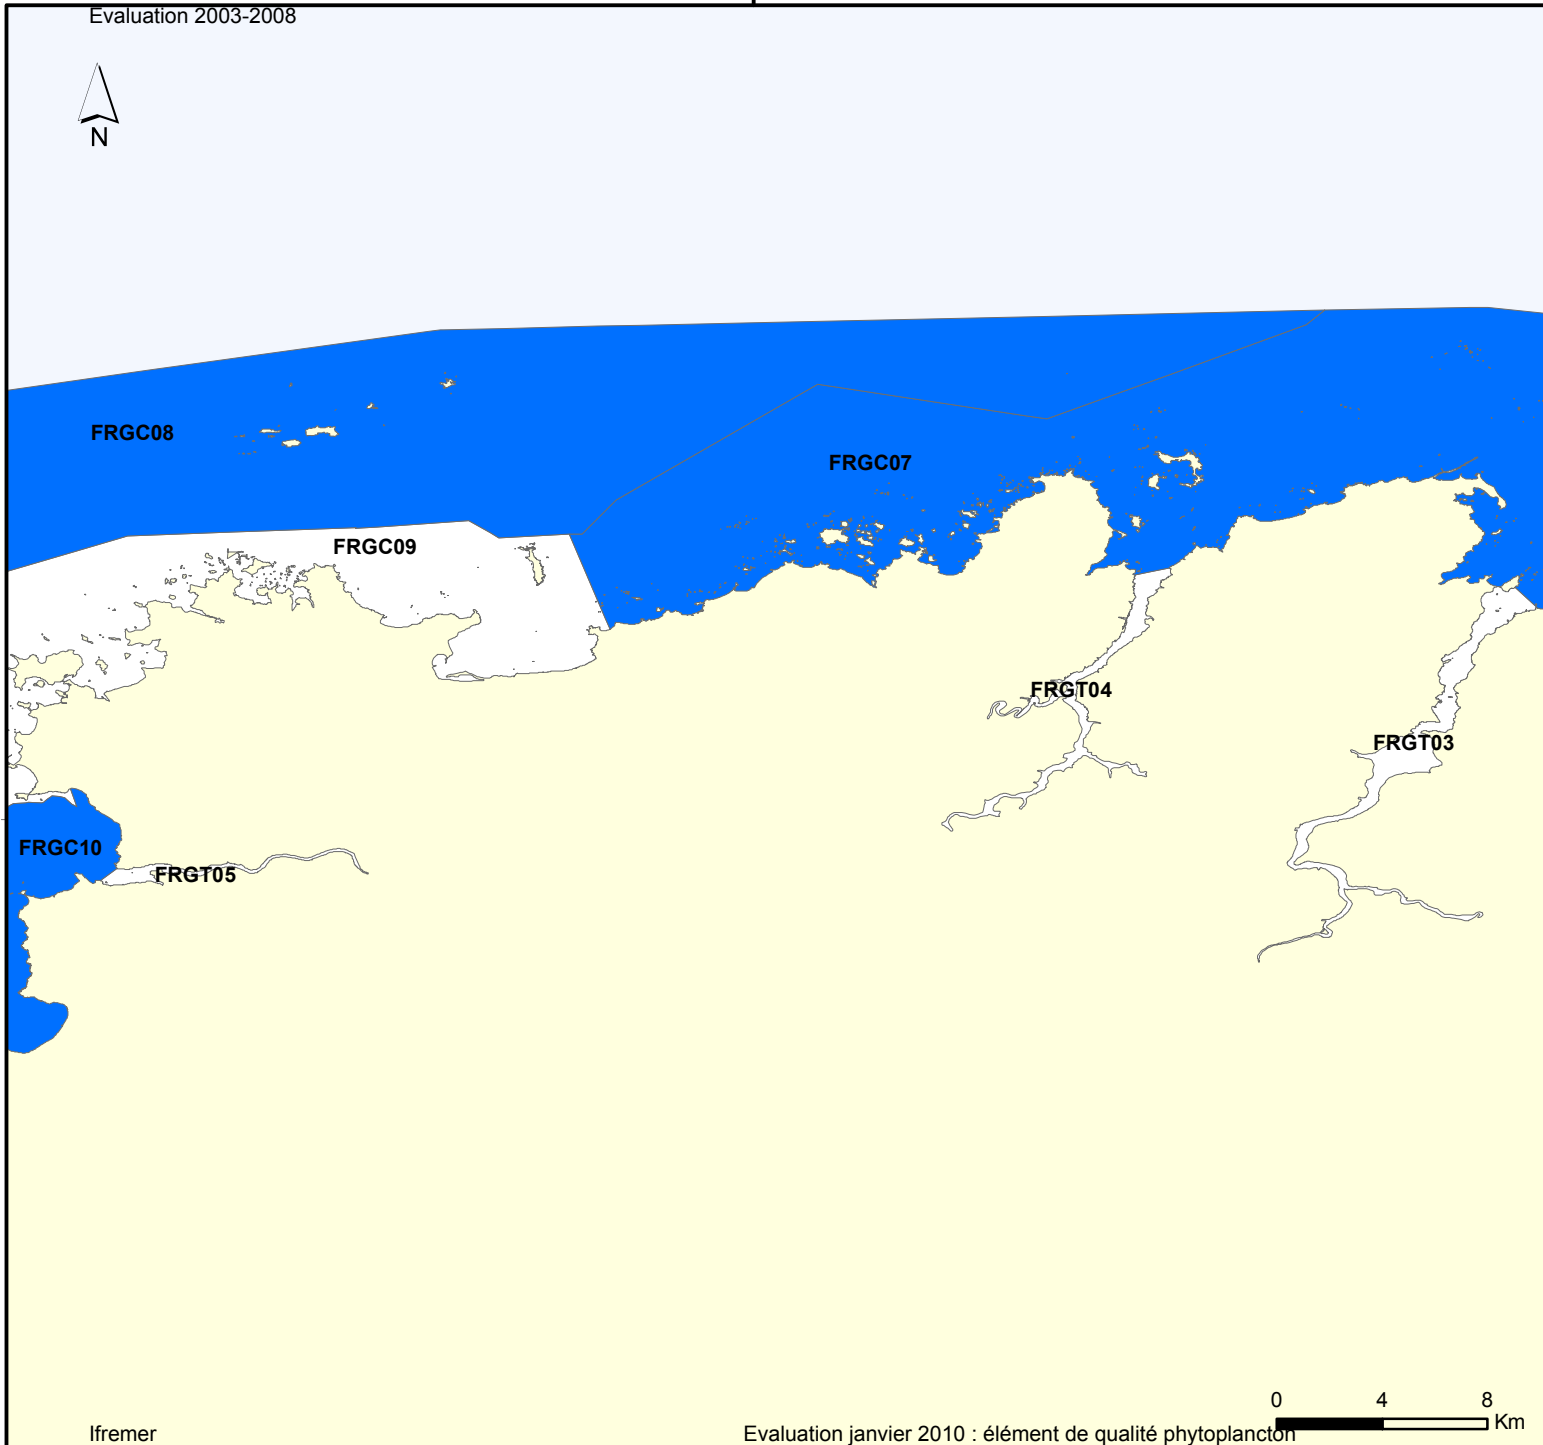 Evaluation 2003-2008
N
FRGC08
FRGC07
FRGC09
FRGT04
FRGT03
FRGC10
FRGT05
0 4 8
Km
Ifremer
Evaluation janvier 2010 : élément de qualité phytoplancton